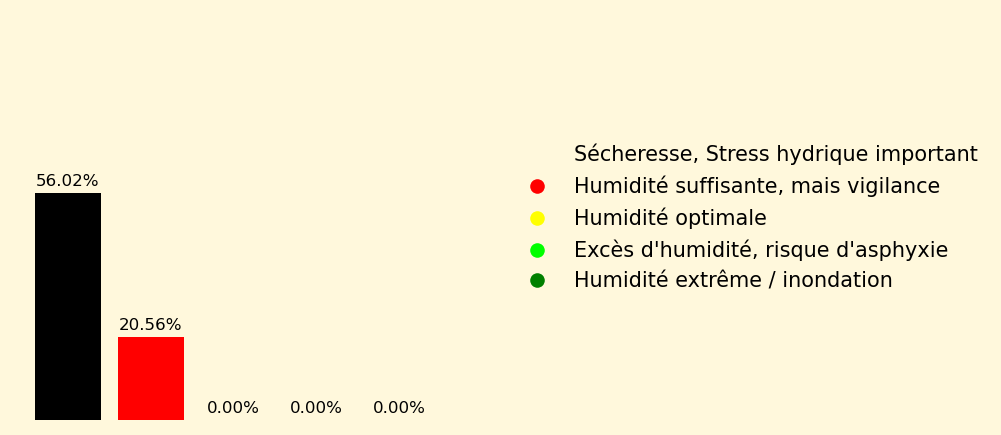 56.02%
20.56%
0.00%
0.00%
0.00%
Sécheresse, Stress hydrique important
Humidité suffisante, mais vigilance
Humidité optimale
Excès d'humidité, risque d'asphyxie
Humidité extrême / inondation